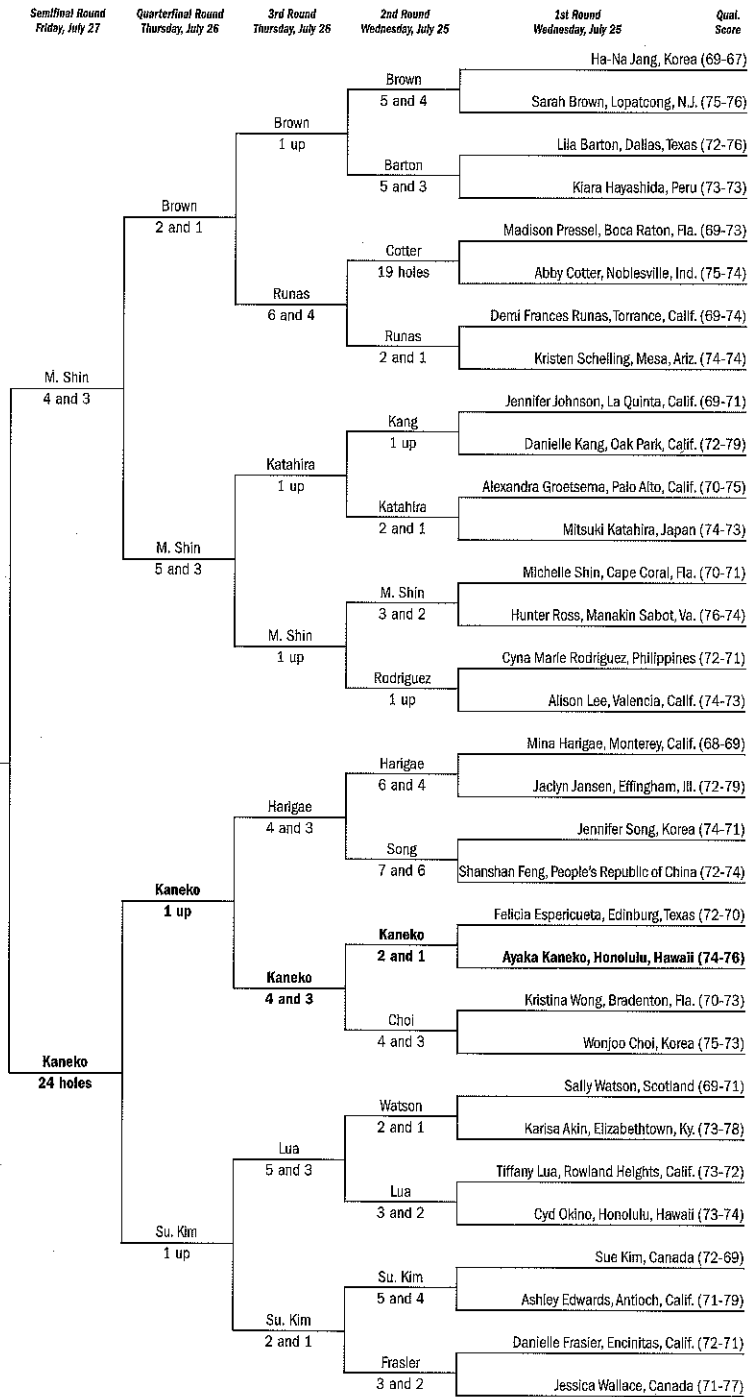 Semifinal Round
Friday, July 27
Quarterfinal Round
Thursday, July 26
3rd Round
Thursday, July 26
2nd Round
Wednesday, July 25
1st Round
Wednesday, July 25
Qual.
Score
Ha-Na Jang, Korea (69-67)
Brown
5 and 4
Sarah Brown, Lopatcong, N.J. (75-76)
Brown
1 up
Lila Barton, Dallas, Texas (72-76)
Barton
5 and 3
Kiara Hayashida, Peru (73-73)
Brown
2 and 1
Madison Pressel, Boca Raton, Fla. (69-73)
Cotter
19 holes
Abby Cotter, Noblesville, Ind. (75-74)
Runas
6 and 4
Demi Frances Runas, Torrance, Calif. (69-74)
Runas
2 and 1
Kristen Schelling, Mesa, Ariz. (74-74)
M. Shin
4 and 3
Jennifer Johnson, La Quinta, Calif. (69-71)
Kang
1 up
Danielle Kang, Oak Park, Calif. (72-79)
Katahira
1 up
Alexandra Groetsema, Palo Alto, Calif. (70-75)
Katahira
2 and 1
Mitsuki Katahira, Japan (74-73)
M. Shin
5 and 3
Michelle Shin, Cape Coral, Fla. (70-71)
M. Shin
3 and 2
Hunter Ross, Manakin Sabot, Va. (76-74)
M. Shin
1 up
Cyna Marie Rodriguez, Philippines (72-71)
Rodriguez
1 up
Alison Lee, Valencia, Calif. (74-73)
Mina Harigae, Monterey, Calif. (68-69)
Harigae
6 and 4
Jaclyn Jansen, Effingham, Ill. (72-79)
Harigae
4 and 3
Jennifer Song, Korea (74-71)
Song
7 and 6
Shanshan Feng, People's Republic of China (72-74)
Kaneko
1 up
Felicia Espericueta, Edinburg, Texas (72-70)
Kaneko
2 and 1
Ayaka Kaneko, Honolulu, Hawaii (74-76)
Kaneko
4 and 3
Kristina Wong, Bradenton, Fla. (70-73)
Choi
4 and 3
Wonjoo Choi, Korea (75-73)
Kaneko
24 holes
Sally Watson, Scotland (69-71)
Watson
2 and 1
Karisa Akin, Elizabethtown, Ky. (73-78)
Lua
5 and 3
Tiffany Lua, Rowland Heights, Calif. (73-72)
Lua
3 and 2
Cyd Okino, Honolulu, Hawaii (73-74)
Su. Kim
1 up
Sue Kim, Canada (72-69)
Su. Kim
5 and 4
Ashley Edwards, Antioch, Calif. (71-79)
Su. Kim
2 and 1
Danielle Frasier, Encinitas, Calif. (72-71)
Frasier
3 and 2
Jessica Wallace, Canada (71-77)